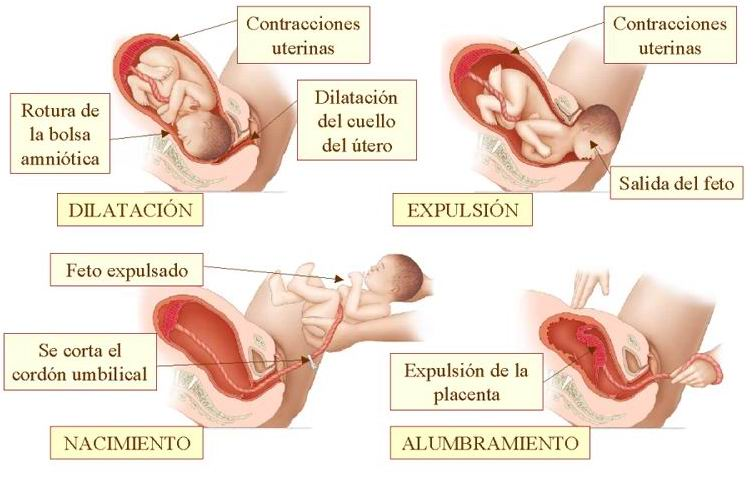 Contracciones
uterinas
Rotura de
la bolsa
amniótica
Dilatación
del cuello
del útero
DILATACIÓN
Contracciones
uterinas
Salida del feto
EXPULSIÓN
Feto expulsado
Se corta el
cordón umbilical
NACIMIENTO
Expulsión de la
placenta
ALUMBRAMIENTO